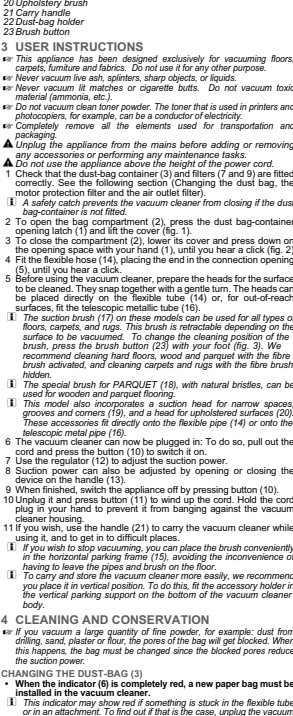 20 Upholstery brush
21 Carry handle
22 Dust-bag holder
23 Brush button
3 USER INSTRUCTIONS
☞ This appliance has been designed exclusively for vacuuming floors,
carpets, furniture and fabrics. Do not use it for any other purpose.
☞ Never vacuum live ash, splinters, sharp objects, or liquids.
☞ Never vacuum lit matches or cigarette butts. Do not vacuum toxic
material (ammonia, etc.).
☞ Do not vacuum clean toner powder. The toner that is used in printers and
photocopiers, for example, can be a conductor of electricity.
☞ Completely remove all the elements used for transportation and
packaging.
Unplug the appliance from the mains before adding or removing
any accessories or performing any maintenance tasks.
Do not use the appliance above the height of the power cord.
1 Check that the dust-bag container (3) and filters (7 and 9) are fitted
correct. See the following section (Changing the dust bag, the
motor protection filter and the air outlet filter).
i A safety catch prevents the vacuum cleaner from closing if the dust
bag-container is not fitted.
2 To open the bag compartment (2), press the dust bag-container
opening latch (1) and lift the cover (fig. 1).
3 To close the compartment (2), lower its cover and press down on
the opening space with your hand (1), until you hear a click (fig. 2)
4 Fit the flexible hose (14), placing the end in the connection opening
(5), until you hear a click.
5 Before using the vacuum cleaner, prepare the heads for the surface
to be cleaned. They snap together with a gentle turn. The heads can
be placed directly on the flexible tube (14) or, for out-of-reach
surfaces, fit the telescopic metallic tube (16).
i The suction brush (17) on these models can be used for all types of
floors, carpets, and rugs. This brush is retractable depending on the
surface to be vacuumed. To change the cleaning position of the
brush, press the brush button (23) with your foot (fig. 3). We
recommend cleaning hard floors, wood and parquet with the fibre
brush activated, and cleaning carpets and rugs with the fibre brush
hidden.
i The special brush for PARQUET (18), with natural bristles, can be
used for wooden and parquet flooring.
i This model also incorporates a suction head for narrow spaces,
grooves and corners (19), and a head for upholstered surfaces (20).
These accessories fit directly onto the flexible pipe (14) or onto the
telescopic metal pipe (16).
6 The vacuum cleaner can now be plugged in: To do so, pull out the
cord and press the button (10) to switch it on.
7 Use the regulator (12) to adjust the suction power.
8 Suction power can also be adjusted by opening or closing the
device on the handle (13).
9 When finished, switch the appliance off by pressing button (10).
10 Unplug it and press button (11) to wind up the cord. Hold the cord
in your hand to prevent it from banging against the vacuum
cleaner housing.
11 If you wish, use the handle (21) to carry the vacuum cleaner while
using it, and to get in to difficult places.
i If you wish to stop vacuuming, you can place the brush conveniently
in the horizontal parking frame (15), avoiding the inconvenience of
having to leave the pipes and brush on the floor.
i To carry and store the vacuum cleaner more easily, we recommend
you place it in vertical position. To do this, fit the accessory holder in
the vertical parking support on the bottom of the vacuum cleaner
body.
4 CLEANING AND CONSERVATION
☞ If you vacuum a large quantity of fine powder, for example: dust from
drilling, sand, plaster or flour, the pores of the bag will get blocked. When
this happens, the bag must be changed since the blocked pores reduce
the suction power.
CHANGING THE DUST-BAG (3)
• When the indicator (6) is completely red, a new paper bag must be
installed in the vacuum cleaner.
i This indicator may show red if something is stuck in the flexible tube
or in an attachment. To find out if that is the case, unplug the vacuum